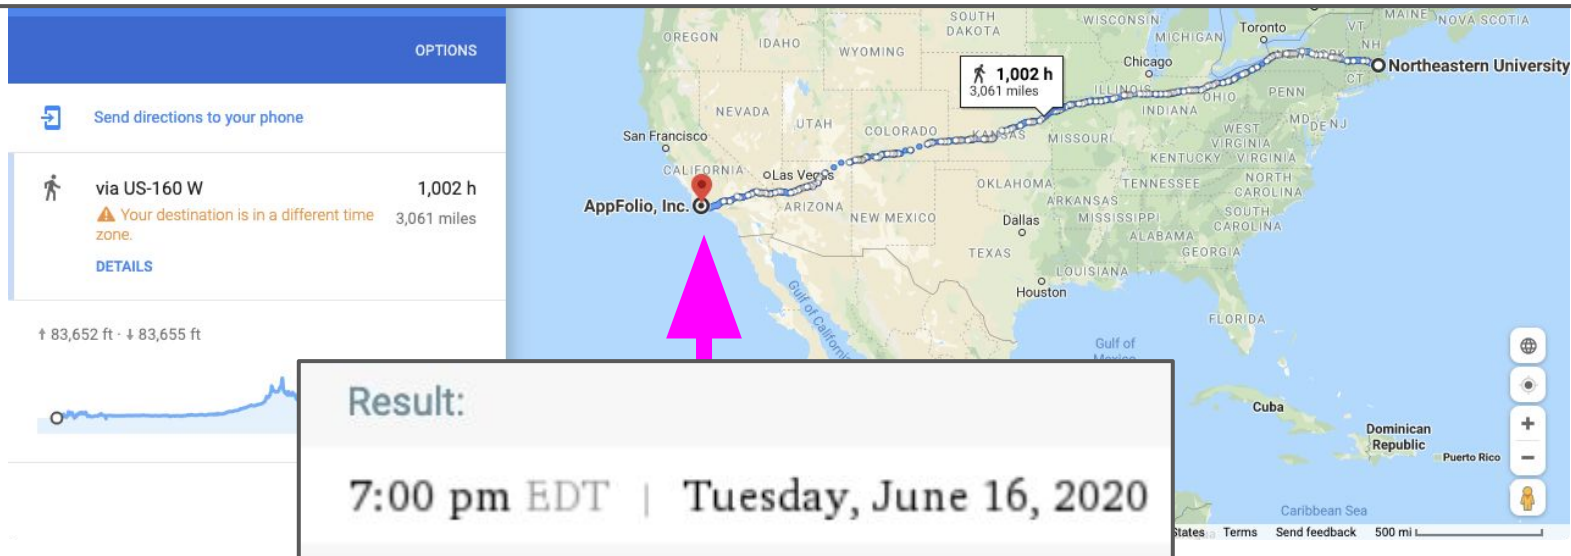 OPTIONS
Send directions to your phone
via US-160 W
1,002 h
Your destination is in a different time
3,061 miles
zone.
DETAILS
↑ 83,652 ft · ↓ 83,655 ft
Result:
7:00 pm EDT | Tuesday, June 16, 2020
OREGON
IDAHO
WYOMING
SOUTH
DAKOTA
WISCONSIN
MICHIGAN
Toronto
VT
NH
MAINE
NOVA SCOTIA
1,002 h
3,061 miles
Chicago
Northeastern University
CT
NEVADA
UTAH
COLORADO
KANSAS
MISSOURI
ILLINOIS
INDIANA
OHIO
PENN
MD
DE
NJ
San Francisco
WEST
VIRGINIA
KENTUCKY
VIRGINIA
CALIFORNIA
Las Vegas
OKLAHOMA
TENNESSEE
NORTH
CAROLINA
AppFolio, Inc.
ARIZONA
NEW MEXICO
ARKANSAS
Dallas
MISSISSIPPI
SOUTH
CAROLINA
ALABAMA
TEXAS
GEORGIA
LOUISIANA
Houston
Gulf of California
FLORIDA
Gulf of
Mexico
Cuba
Dominican
Republic
Puerto Rico
Caribbean Sea
States
Terms
Send feedback
500 mi